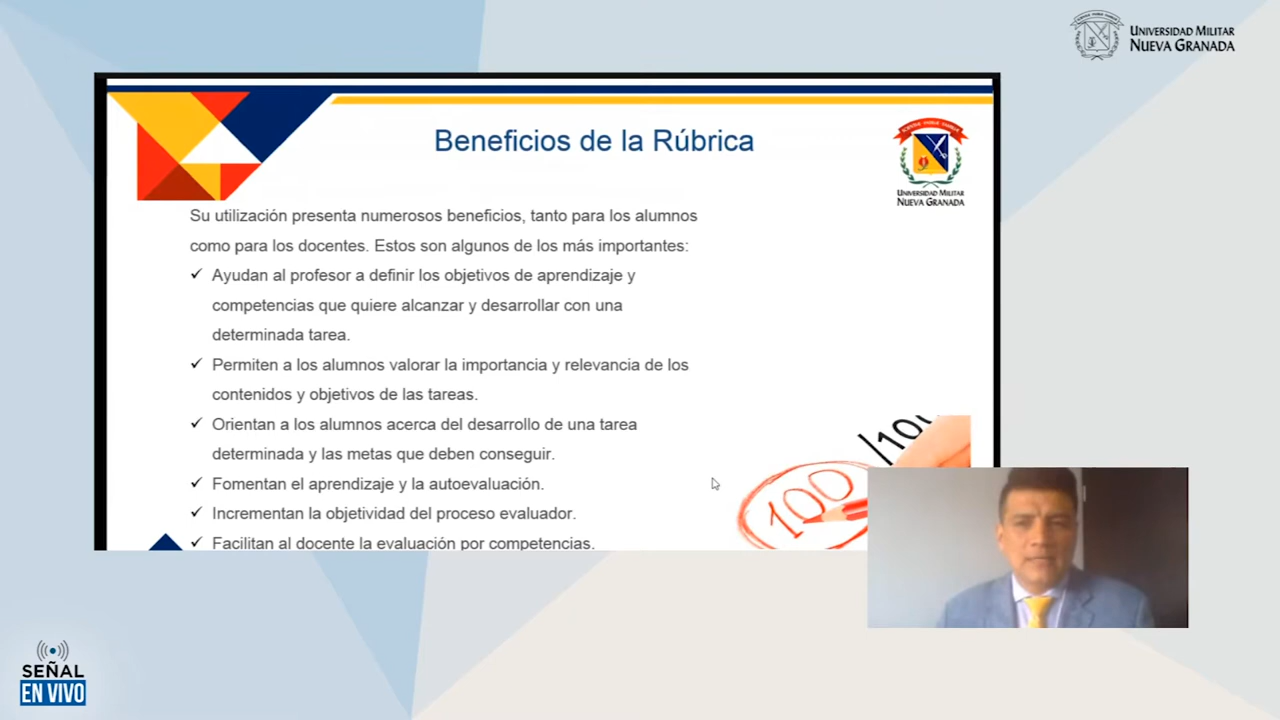 UNIVERSIDAD MILITAR
NUEVA GRANADA
Beneficios de la Rúbrica
UNIVERSIDAD MILITAR
NUEVA GRANADA
Su utilización presenta numerosos beneficios, tanto para los alumnos
como para los docentes. Estos son algunos de los más importantes:
✓ Ayudan al profesor a definir los objetivos de aprendizaje y
competencias que quiere alcanzar y desarrollar con una
determinada tarea.
✓ Permiten a los alumnos valorar la importancia y relevancia de los
contenidos y objetivos de las tareas.
✓ Orientan a los alumnos acerca del desarrollo de una tarea
determinada y las metas que deben conseguir.
✓ Fomentan el aprendizaje y la autoevaluación.
✓ Incrementan la objetividad del proceso evaluador.
✓ Facilitan al docente la evaluación por competencias.
100
/100
SEÑAL
EN VIVO